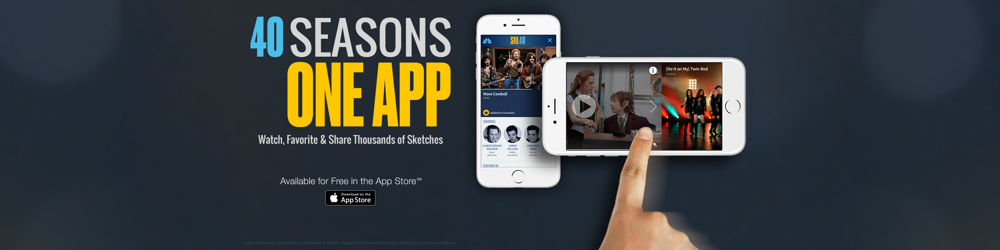 40 SEASONS
ONE APP
Watch, Favorite & Share Thousands of Sketches
Available for Free in the App Store℠
Download on the
App Store
Apple, the Apple logo, iPad, and iPhone are trademarks of Apple Inc., registered in the U.S. and other countries. App Store is a service mark of Apple Inc.
SNL40
More Cowbell
4/8/00
Added to Favorites
STARRING
CHRISTOPHER WALKEN
Bruce Dickinson
JIMMY FALLON
Bobby Rondinelli
HORATIO SANZ
Danny Miranda
FEATURED IN
(Do It on My) Twin Bed
12/21/13